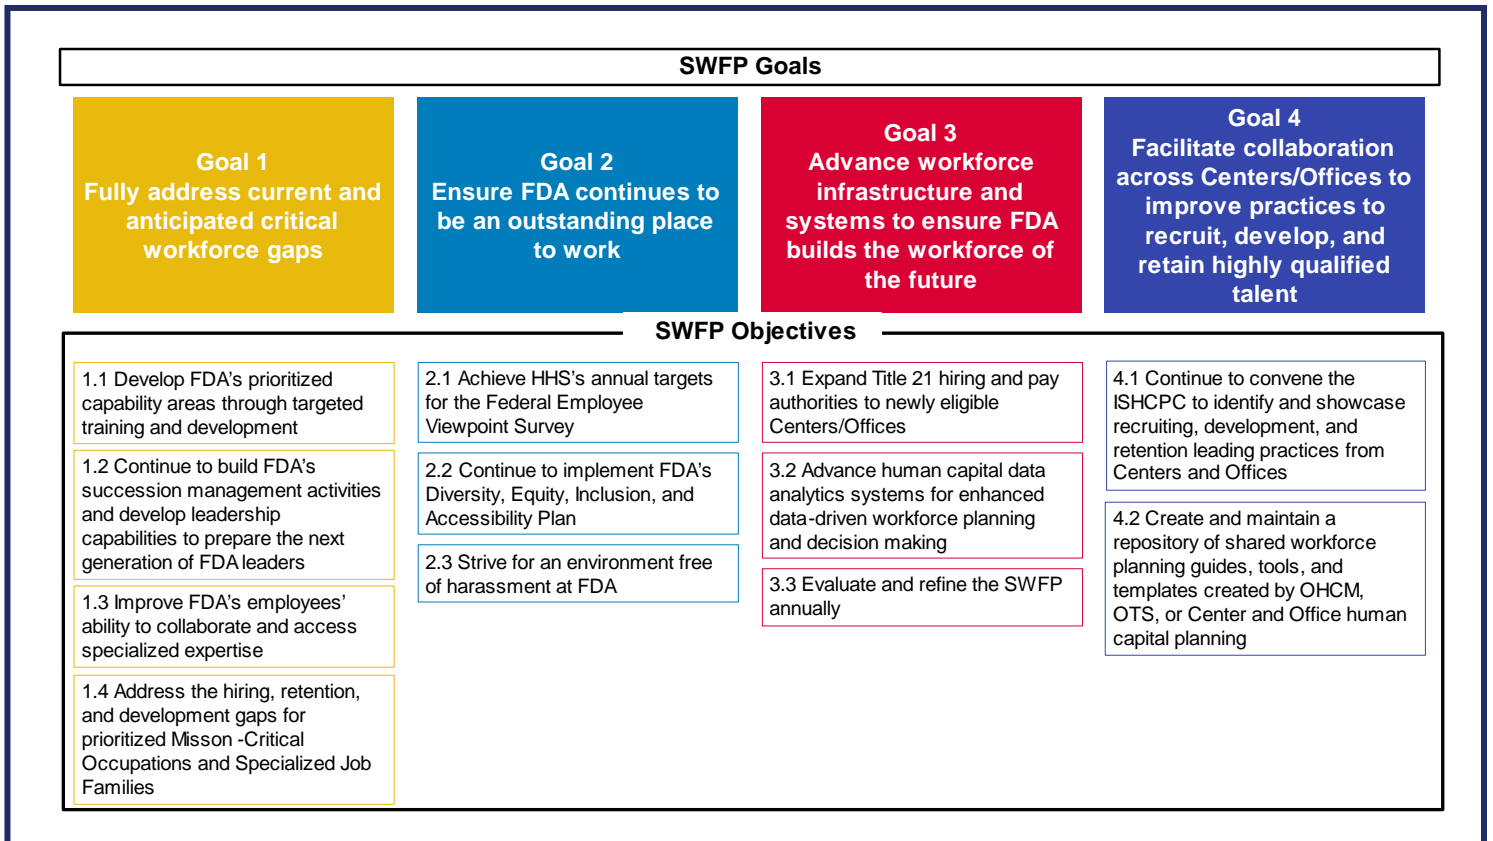 SWFP Goals
Goal 1
Fully address current and
anticipated critical
workforce gaps
Goal 2
Ensure FDA continues to
be an outstanding place
to work
Goal 3
Advance workforce
infrastructure and
systems to ensure FDA
builds the workforce of
the future
Goal 4
Facilitate collaboration
across Centers/Offices to
improve practices to
recruit, develop, and
retain highly qualified
talent
SWFP Objectives
1.1 Develop FDA’s prioritized
capability areas through targeted
training and development
1.2 Continue to build FDA’s
succession management activities
and develop leadership
capabilities to prepare the next
generation of FDA leaders
1.3 Improve FDA’s employees’
ability to collaborate and access
specialized expertise
1.4 Address the hiring, retention,
and development gaps for
prioritized Misson -Critical
Occupations and Specialized Job
Families
2.1 Achieve HHS’s annual targets
for the Federal Employee
Viewpoint Survey
2.2 Continue to implement FDA’s
Diversity, Equity, Inclusion, and
Accessibility Plan
2.3 Strive for an environment free
of harassment at FDA
3.1 Expand Title 21 hiring and pay
authorities to newly eligible
Centers/Offices
3.2 Advance human capital data
analytics systems for enhanced
data-driven workforce planning
and decision making
3.3 Evaluate and refine the SWFP
annually
4.1 Continue to convene the
ISHCPC to identify and showcase
recruiting, development, and
retention leading practices from
Centers and Offices
4.2 Create and maintain a
repository of shared workforce
planning guides, tools, and
templates created by OHCM,
OTS, or Center and Office human
capital planning